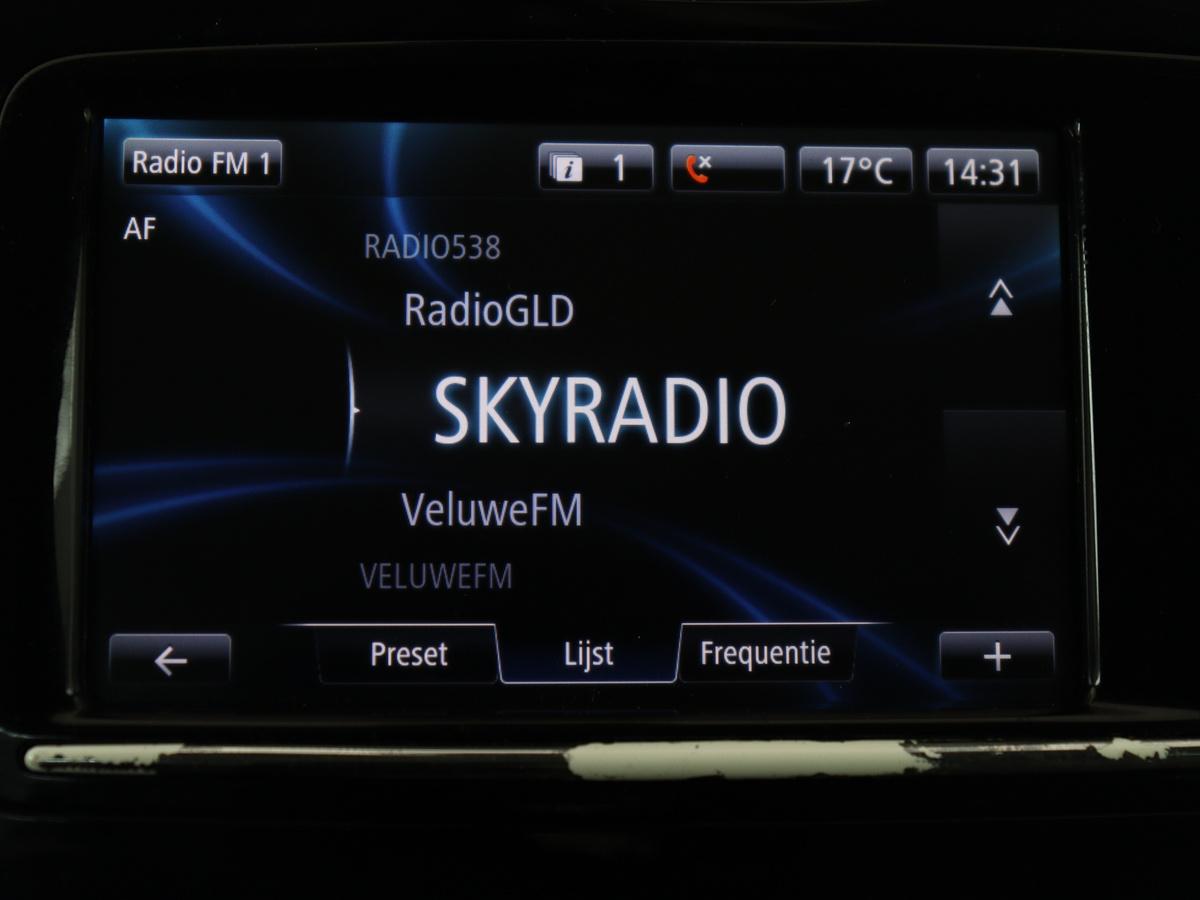 Radio FM 1 i 1 17°C 14:31
AF
RADIO538
RadioGLD
SKYRADIO
VeluweFM
VELUWEFM
Preset Lijst Frequentie